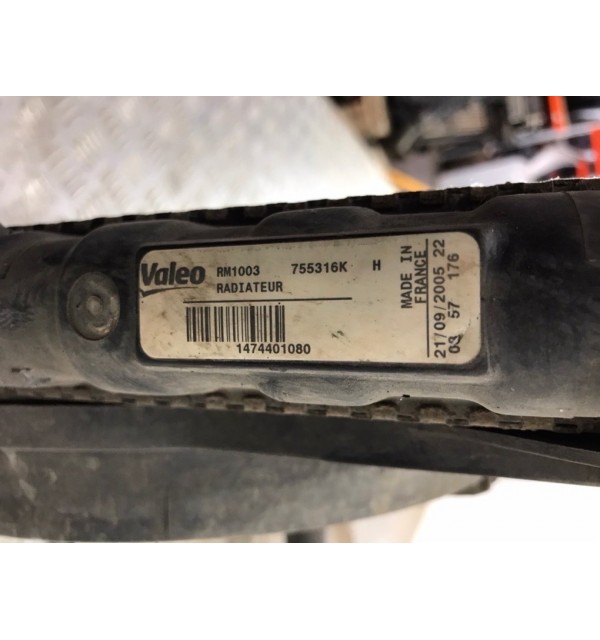 Valeo RM1003 755316K H
RADIATEUR
1474401080
MADE IN
FRANCE
21/09/2005 22
03 57 176